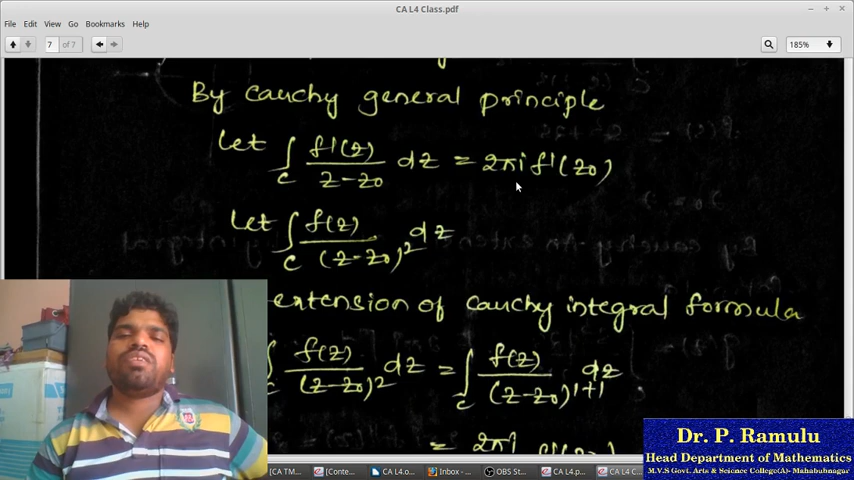 CA L4 Class.pdf
File Edit View Go Bookmarks Help
7 of 7 185%
By cauchy general principle
Let ∫c f'(z)/(z-z0) dz = 2πi f'(z0)
Let ∫c f(z)/(z-z0)² dz
extension of cauchy integral formula
∫c f(z)/(z-z0)² dz = ∫c f(z)/(z-z0)¹⁺¹ dz
= 2πi
Dr. P. Ramulu
Head Department of Mathematics
M.V.S Govt. Arts & Science College(A)- Mahabubnagar
[CA TM... [Conte... CA L4.o... Inbox - ... OBS St... CA L4.p... CA L4 C...